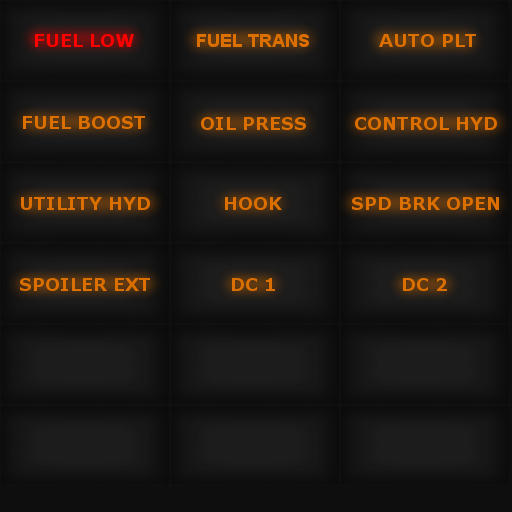 FUEL LOW
FUEL TRANS
AUTO PLT
FUEL BOOST
OIL PRESS
CONTROL HYD
UTILITY HYD
HOOK
SPD BRK OPEN
SPOILER EXT
DC 1
DC 2